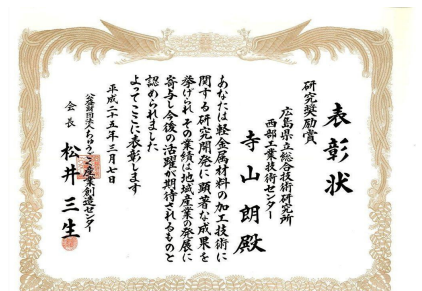 表彰状
研究奨励賞
広島県立総合技術研究所
西部工業技術センター
寺山朗殿
あなたは軽金属材料の加工技術に
関する研究開発に顕著な成果を
挙げられその業績は地域産業の発展に
寄与し今後の活躍が期待されるものと
認められました
よってここに表彰します
平成二十五年三月七日
公益財団法人ちゅうごく産業創造センター
会長 松井三生